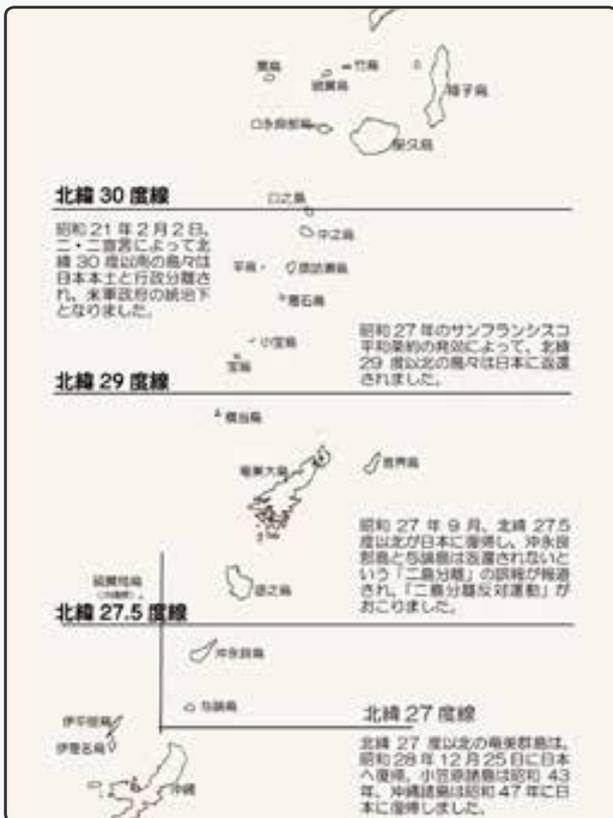 黒島
竹島
硫黄島
種子島
口永良部島
屋久島
北緯 30 度線
口之島
昭和 21 年 2 月 2 日、
二・二宣言によって北
緯 30 度以南の島々は
日本本土と行政分離さ
れ、米軍政府の統治下
となりました。
中之島
平島
諏訪瀬島
悪石島
小宝島
宝島
昭和 27 年のサンフランシスコ
平和条約の発効によって、北緯
29 度以北の島々は日本に返還
されました。
北緯 29 度線
横当島
奄美大島
喜界島
昭和 27 年 9 月、北緯 27.5
度以北が日本に復帰し、沖永良
部島と与論島は返還されないと
いう「二島分離」の誤報が報道
され、「二島分離反対運動」が
おこりました。
硫黄鳥島
徳之島
北緯 27.5 度線
沖永良部島
与論島
北緯 27 度線
伊平屋島
伊是名島
沖縄
北緯 27 度以北の奄美群島は、
昭和 28 年 12 月 25 日に日本
へ復帰。小笠原諸島は昭和 43
年、沖縄諸島は昭和 47 年に日
本に復帰しました。